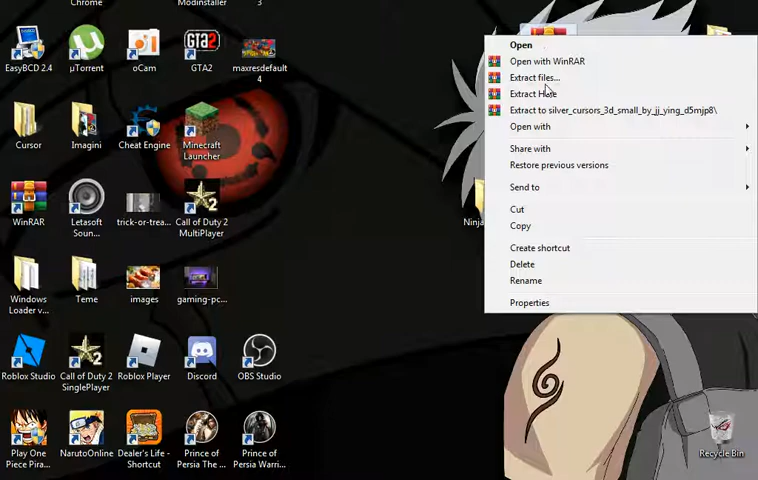 Chrome
Modinstaller
3
EasyBCD 2.4
µTorrent
oCam
GTA2
maxresdefault
4
Cursor
Imagini
Cheat Engine
Minecraft
Launcher
WinRAR
Letasoft
Soun...
trick-or-trea...
Call of Duty 2
MultiPlayer
Windows
Loader v...
Teme
images
gaming-pc...
Roblox Studio
Call of Duty 2
SinglePlayer
Roblox Player
Discord
OBS Studio
Play One
Piece Pira...
NarutoOnline
Dealer's Life -
Shortcut
Prince of
Persia The ...
Prince of
Persia Warri...
Ninja
Recycle Bin
Open
Open with WinRAR
Extract files...
Extract Here
Extract to silver_cursors_3d_small_by_jj_ying_d5mjp8\
Open with
Share with
Restore previous versions
Send to
Cut
Copy
Create shortcut
Delete
Rename
Properties